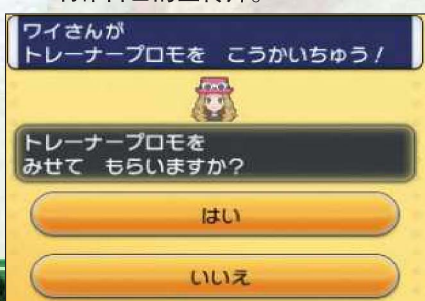 ワイさんが
トレーナープロモを こうかいちゅう!
トレーナープロモを
みせて もらいますか?
はい
いいえ